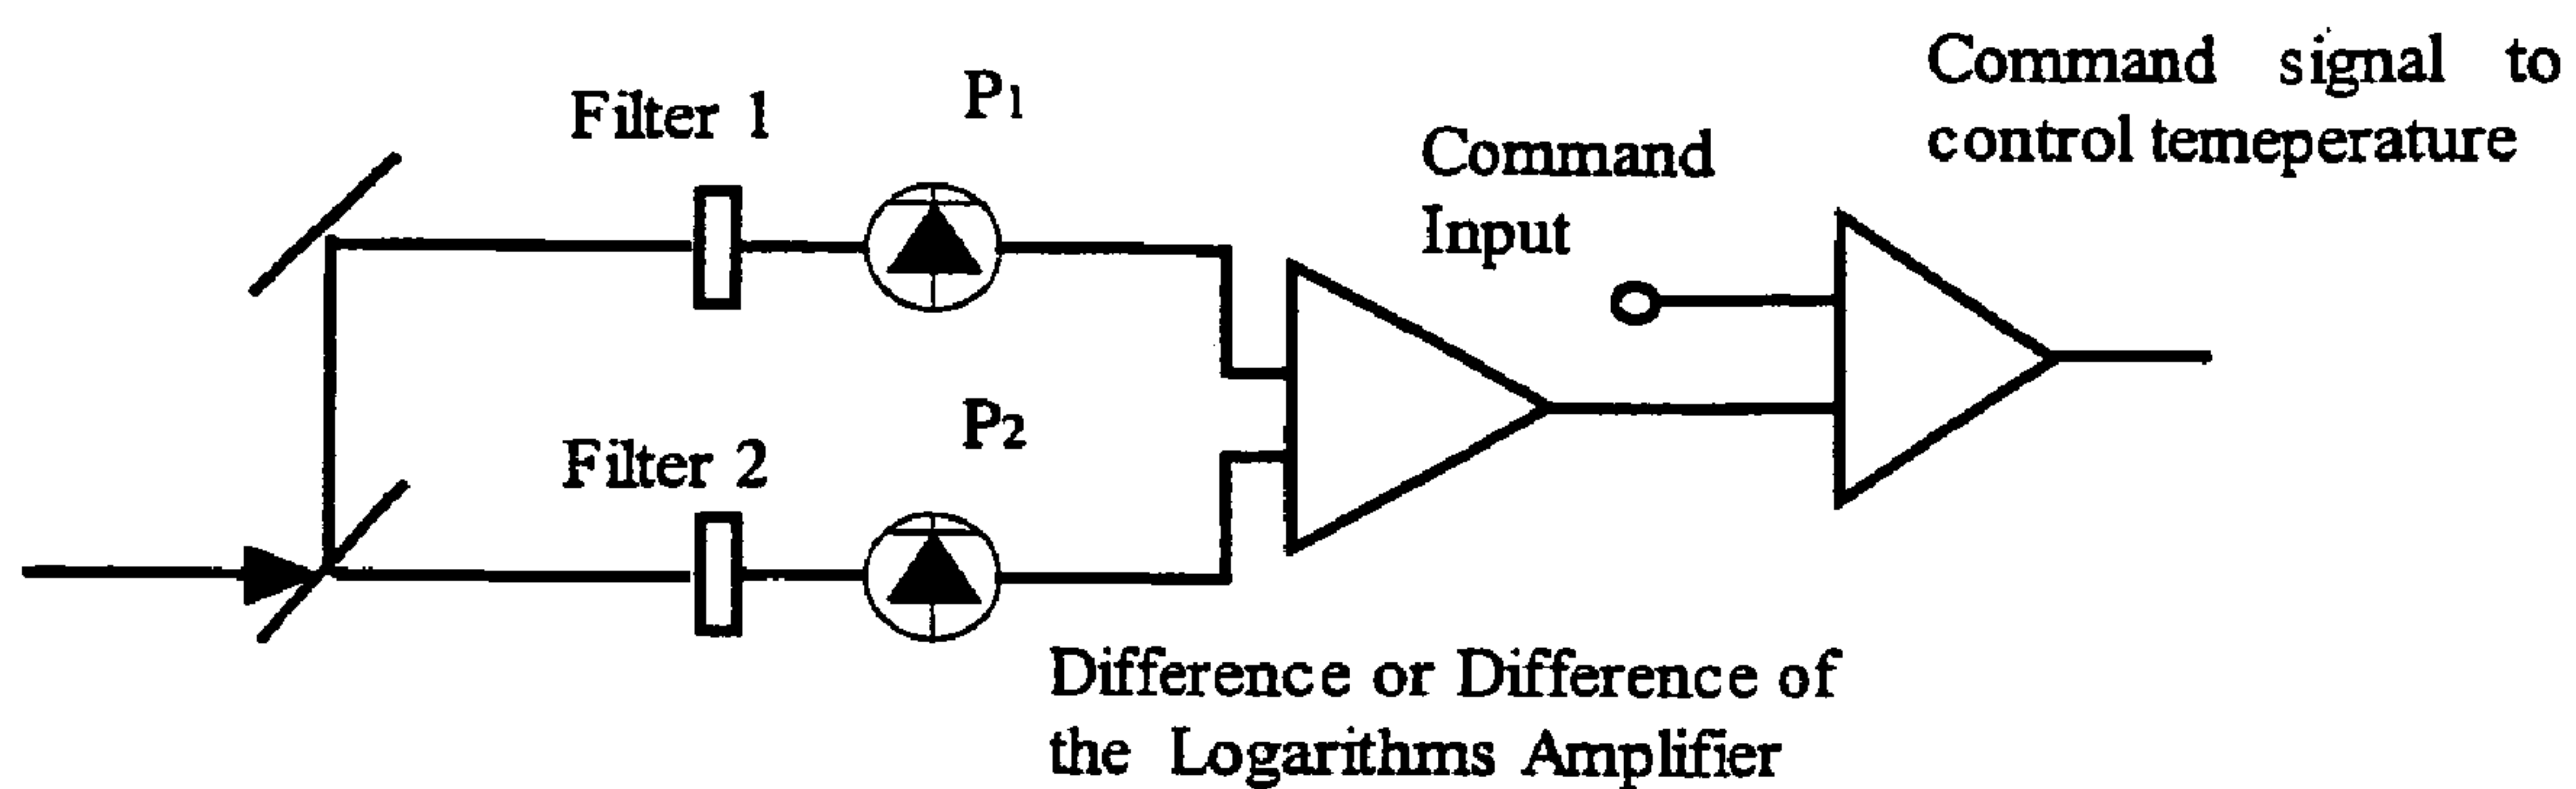 Filter 1
P1
Command
Input
Command signal to
control temeperature
Filter 2
P2
Difference or Difference of
the Logarithms Amplifier